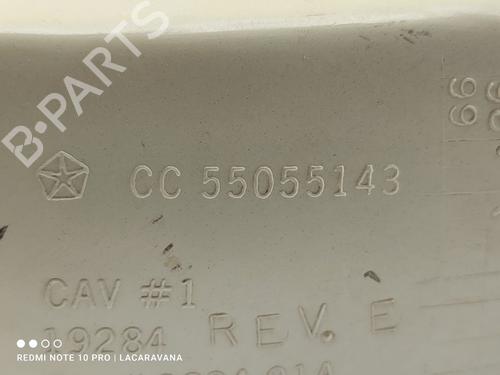 B-PARTS
CC 55055143
CAV #1
19284 REV. E
REDMI NOTE 10 PRO | LACARAVANA